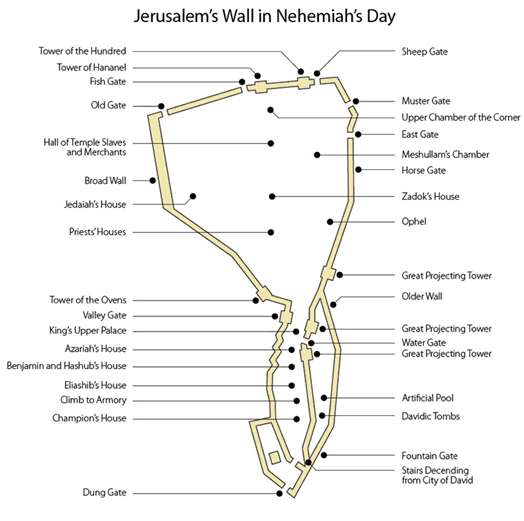 Jerusalem's Wall in Nehemiah's Day
Tower of the Hundred
Tower of Hananel
Fish Gate
Old Gate
Hall of Temple Slaves
and Merchants
Broad Wall
Jedaiah's House
Priests' Houses
Tower of the Ovens
Valley Gate
King's Upper Palace
Azariah's House
Benjamin and Hashub's House
Eliashib's House
Climb to Armory
Champion's House
Dung Gate
Sheep Gate
Muster Gate
Upper Chamber of the Corner
East Gate
Meshullam's Chamber
Horse Gate
Zadok's House
Ophel
Great Projecting Tower
Older Wall
Great Projecting Tower
Water Gate
Great Projecting Tower
Artificial Pool
Davidic Tombs
Fountain Gate
Stairs Decending
from City of David